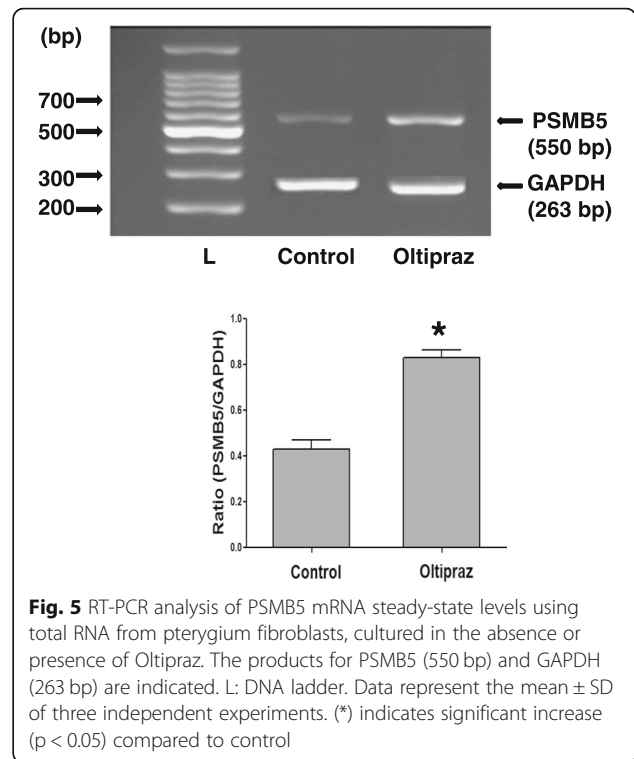 (bp)
700
500
300
200
PSMB5
(550 bp)
GAPDH
(263 bp)
L Control Oltipraz
Ratio (PSMB5/GAPDH)
1.0
0.8
0.6
0.4
0.2
0.0
*
Control Oltipraz
Fig. 5 RT-PCR analysis of PSMB5 mRNA steady-state levels using
total RNA from pterygium fibroblasts, cultured in the absence or
presence of Oltipraz. The products for PSMB5 (550 bp) and GAPDH
(263 bp) are indicated. L: DNA ladder. Data represent the mean ± SD
of three independent experiments. (*) indicates significant increase
(p < 0.05) compared to control